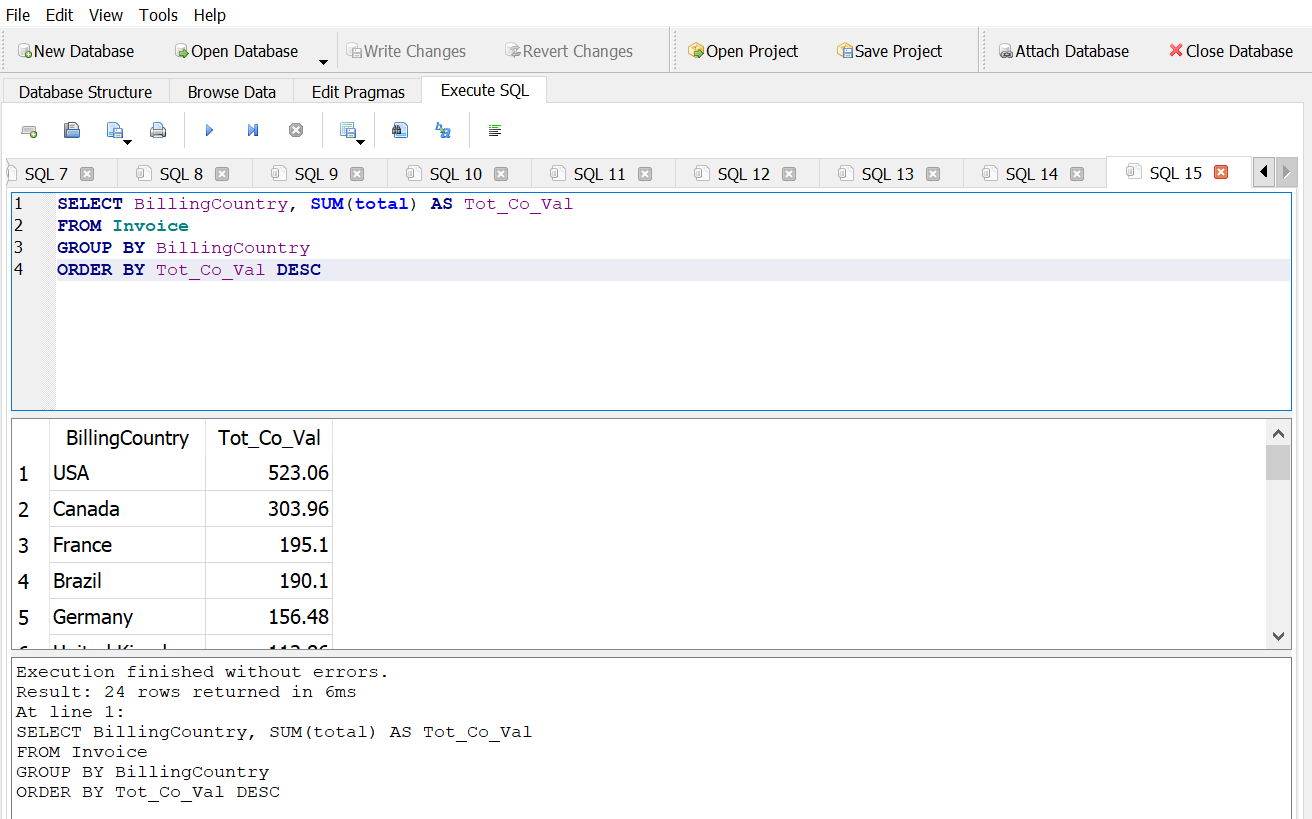 File Edit View Tools Help
New Database Open Database Write Changes Revert Changes Open Project Save Project Attach Database Close Database
Database Structure Browse Data Edit Pragmas Execute SQL
SQL 7 SQL 8 SQL 9 SQL 10 SQL 11 SQL 12 SQL 13 SQL 14 SQL 15
1 SELECT BillingCountry, SUM(total) AS Tot_Co_Val
2 FROM Invoice
3 GROUP BY BillingCountry
4 ORDER BY Tot_Co_Val DESC
BillingCountry Tot_Co_Val
1 USA 523.06
2 Canada 303.96
3 France 195.1
4 Brazil 190.1
5 Germany 156.48
Execution finished without errors.
Result: 24 rows returned in 6ms
At line 1:
SELECT BillingCountry, SUM(total) AS Tot_Co_Val
FROM Invoice
GROUP BY BillingCountry
ORDER BY Tot_Co_Val DESC